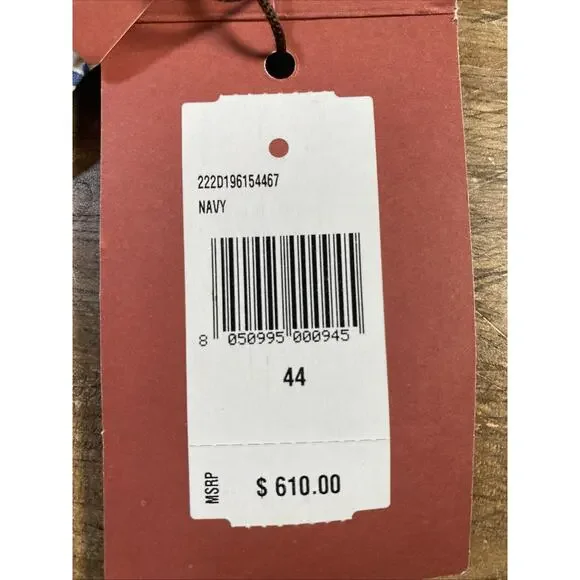 222D196154467
NAVY
8 050995 000945
44
MSRP $ 610.00